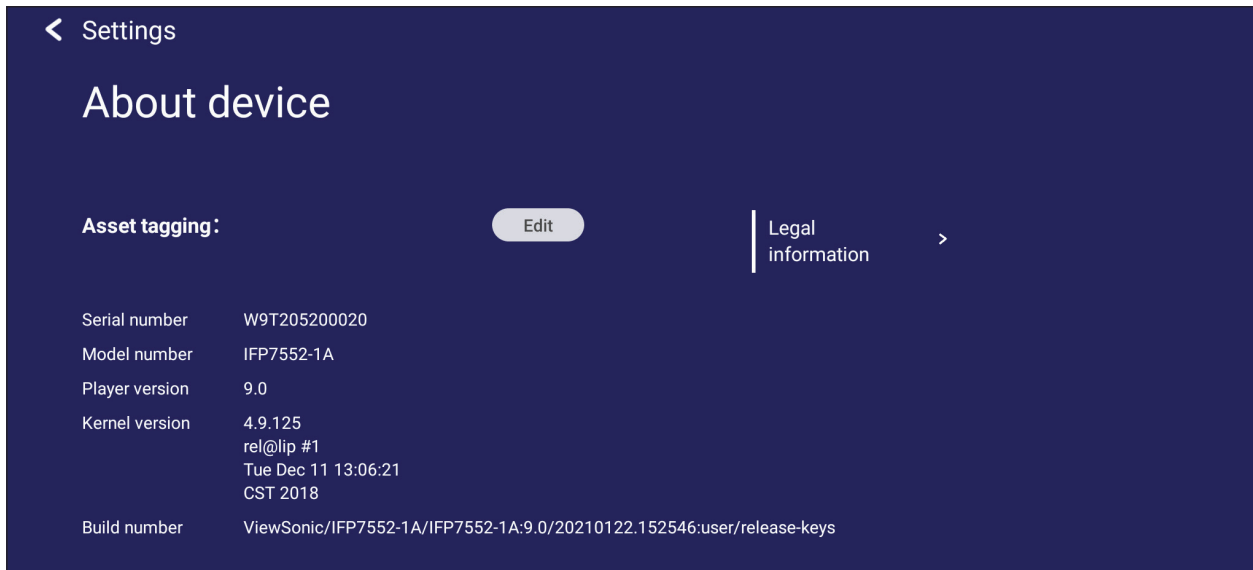 Settings
About device
Asset tagging:
Edit
Legal
information
Serial number W9T205200020
Model number IFP7552-1A
Player version 9.0
Kernel version 4.9.125
rel@lip #1
Tue Dec 11 13:06:21
CST 2018
Build number ViewSonic/IFP7552-1A/IFP7552-1A:9.0/20210122.152546:user/release-keys